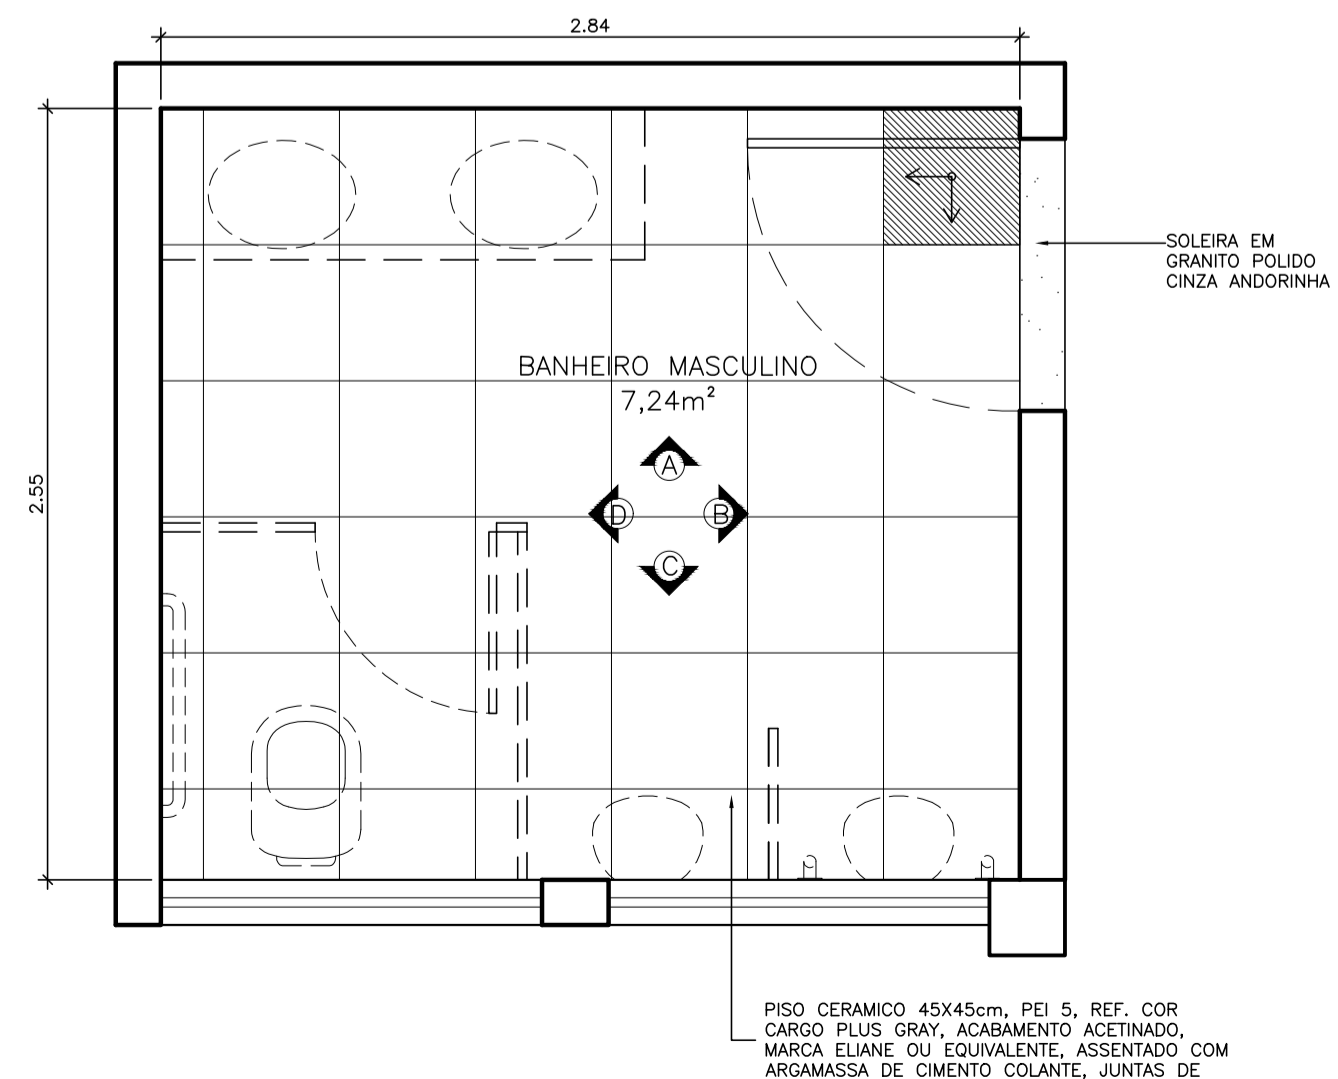 2.84
SOLEIRA EM
GRANITO POLIDO
CINZA ANDORINHA
BANHEIRO MASCULINO
7,24m²
A
D
B
C
2.55
PISO CERAMICO 45X45cm, PEI 5, REF. COR
CARGO PLUS GRAY, ACABAMENTO ACETINADO,
MARCA ELIANE OU EQUIVALENTE, ASSENTADO COM
ARGAMASSA DE CIMENTO COLANTE, JUNTAS DE